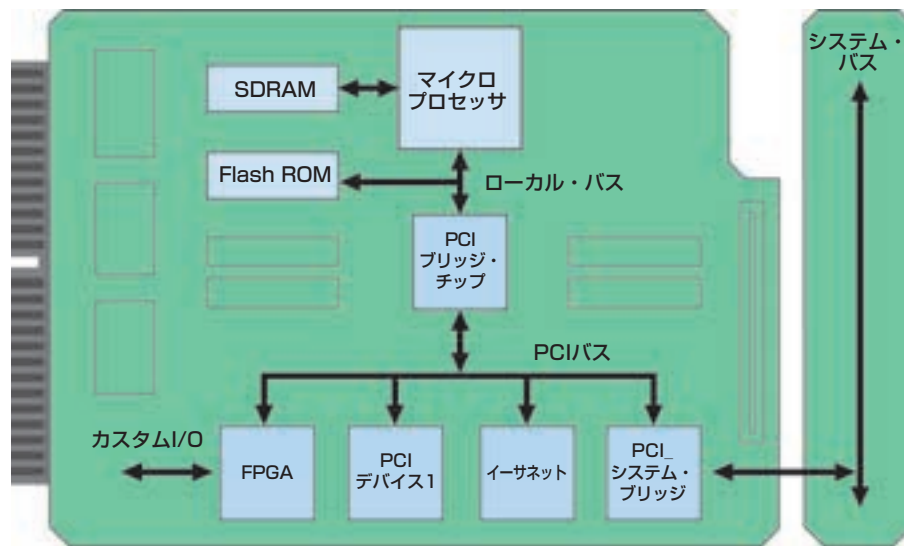 システム・
バス
SDRAM
マイクロ
プロセッサ
Flash ROM
ローカル・バス
PCI
ブリッジ・
チップ
PCIバス
カスタムI/O
FPGA
PCI
デバイス1
イーサネット
PCI_
システム・
ブリッジ